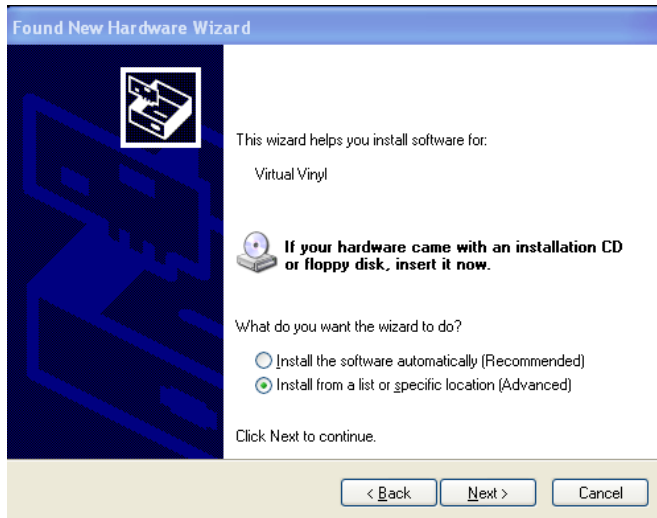 Found New Hardware Wizard
This wizard helps you install software for:
Virtual Vinyl
If your hardware came with an installation CD
or floppy disk, insert it now.
What do you want the wizard to do?
Install the software automatically (Recommended)
Install from a list or specific location (Advanced)
Click Next to continue.
< Back
Next >
Cancel